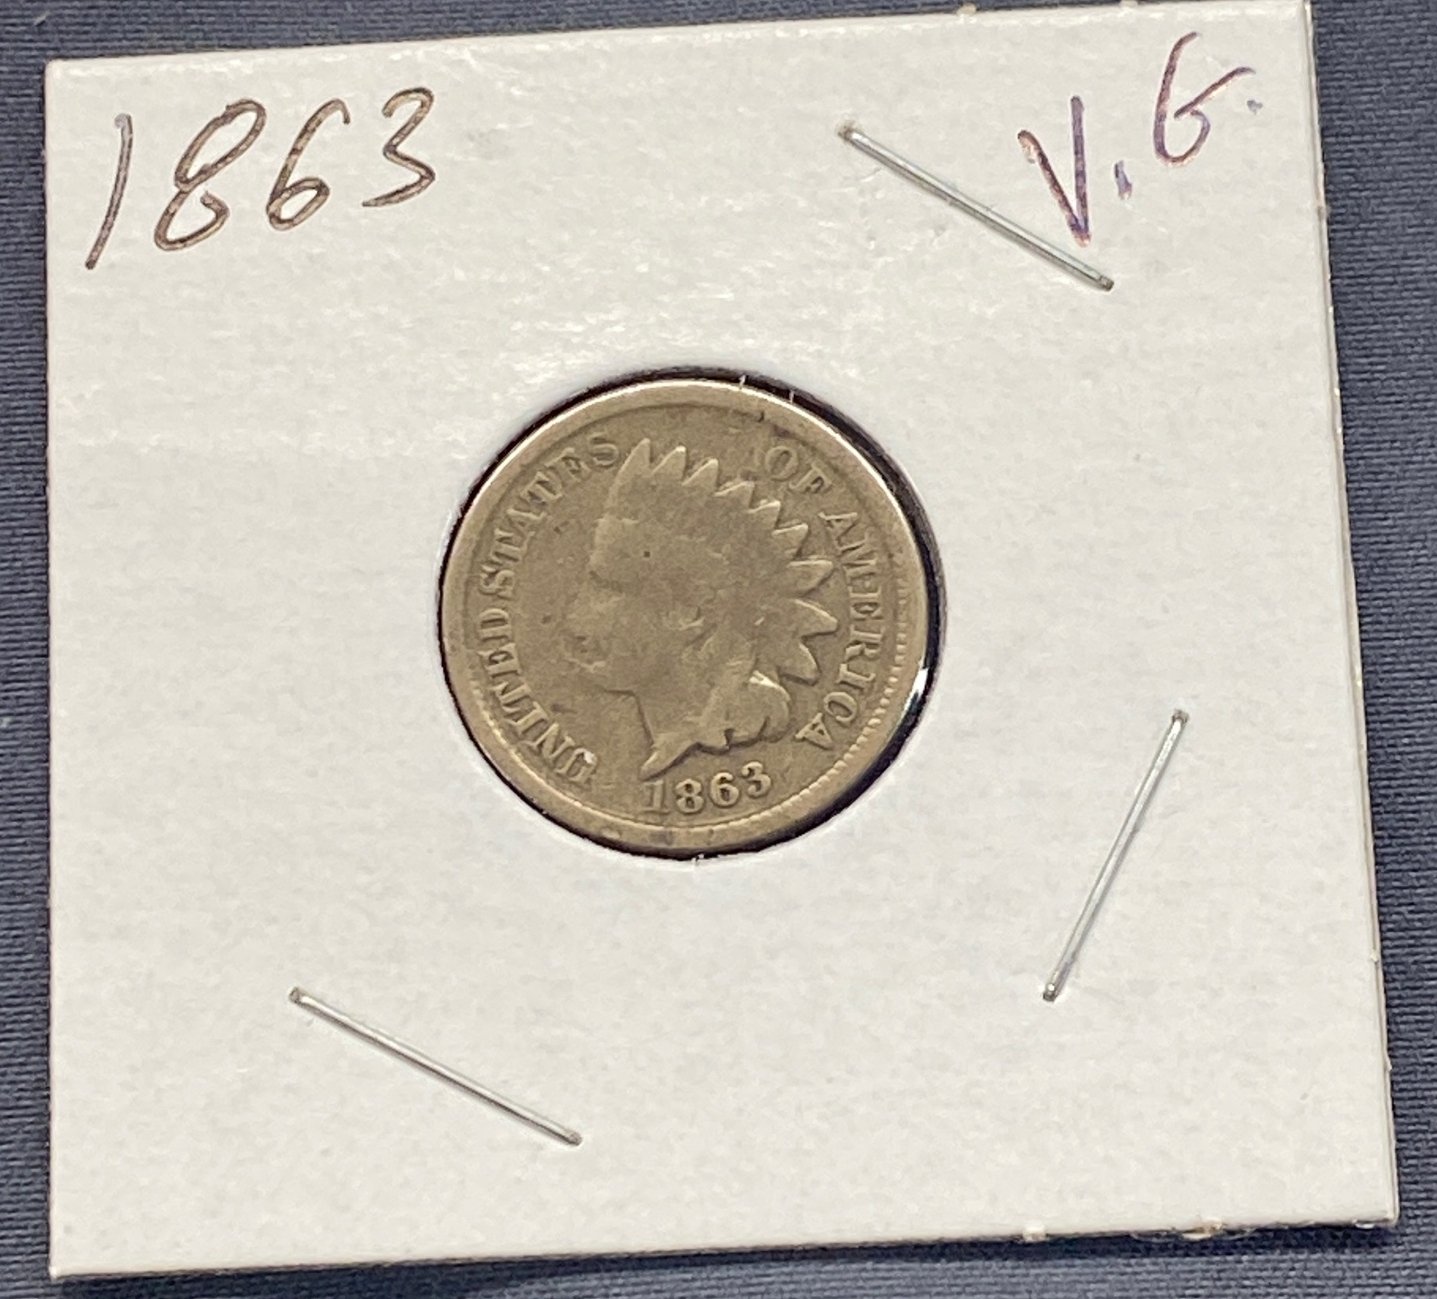 1863
V.G.
UNITED STATES OF AMERICA
1863